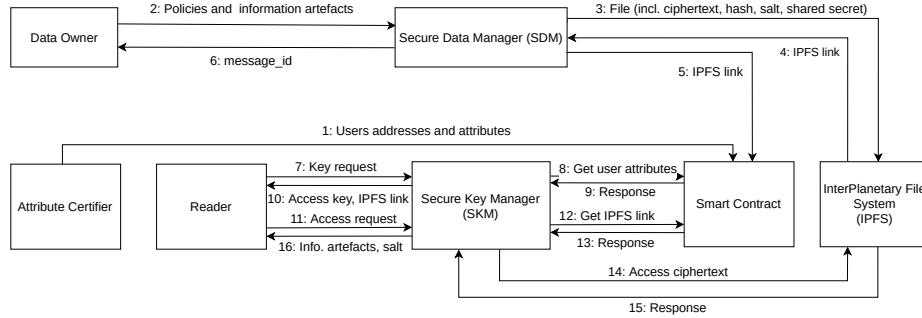 2: Policies and information artefacts
3: File (incl. ciphertext, hash, salt, shared secret)
Data Owner
Secure Data Manager (SDM)
4: IPFS link
6: message_id
5: IPFS link
1: Users addresses and attributes
7: Key request
8: Get user attributes
9: Response
Attribute Certifier
Reader
10: Access key, IPFS link
Secure Key Manager
(SKM)
Smart Contract
InterPlanetary File
System
(IPFS)
11: Access request
12: Get IPFS link
16: Info. artefacts, salt
13: Response
14: Access ciphertext
15: Response